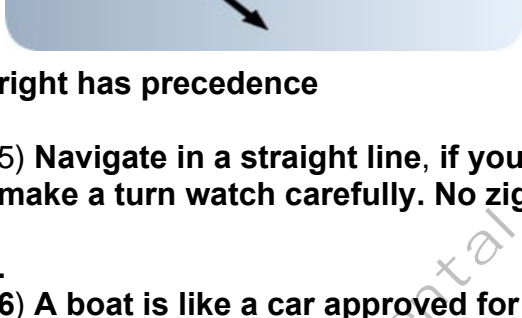 right has precedence
5) Navigate in a straight line, if you
make a turn watch carefully. No zig
.
6) A boat is like a car approved for
ental